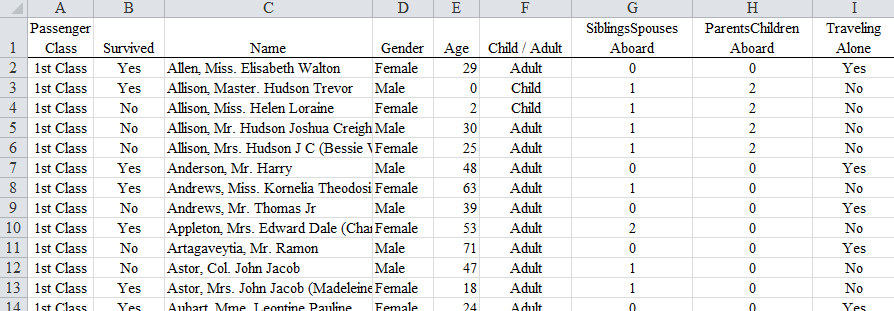 A B C D E F G H I
Passenger SiblingsSpouses ParentsChildren Traveling
1 Class Survived Name Gender Age Child / Adult Aboard Aboard Alone
2 1st Class Yes Allen, Miss. Elisabeth Walton Female 29 Adult 0 0 Yes
3 1st Class Yes Allison, Master. Hudson Trevor Male 0 Child 1 2 No
4 1st Class No Allison, Miss. Helen Loraine Female 2 Child 1 2 No
5 1st Class No Allison, Mr. Hudson Joshua Creigh Male 30 Adult 1 2 No
6 1st Class No Allison, Mrs. Hudson J C (Bessie Female 25 Adult 1 2 No
7 1st Class Yes Anderson, Mr. Harry Male 48 Adult 0 0 Yes
8 1st Class Yes Andrews, Miss. Kornelia Theodosi Female 63 Adult 1 0 No
9 1st Class No Andrews, Mr. Thomas Jr Male 39 Adult 0 0 Yes
10 1st Class Yes Appleton, Mrs. Edward Dale (Cha Female 53 Adult 2 0 No
11 1st Class No Artagaveytia, Mr. Ramon Male 71 Adult 0 0 Yes
12 1st Class No Astor, Col. John Jacob Male 47 Adult 1 0 No
13 1st Class Yes Astor, Mrs. John Jacob (Madeleine Female 18 Adult 1 0 No
14 1st Class Yes Aubart, Mme. Leontine Pauline Female 24 Adult 0 0 Yes